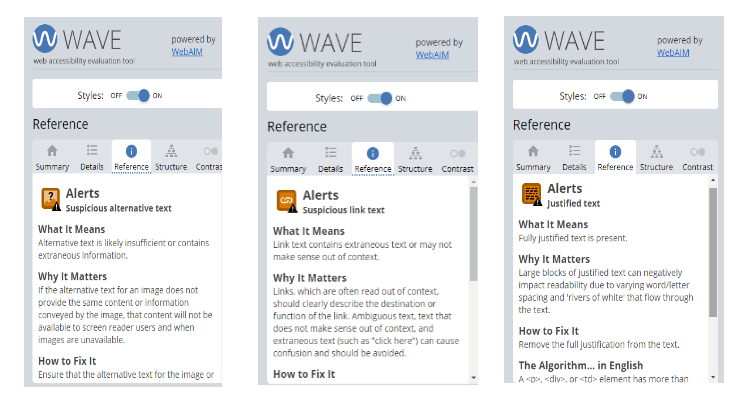 WAVE
powered by
WebAIM
web accessibility evaluation tool
Styles: OFF ON
Reference
Summary Details Reference Structure Contras
Alerts
Suspicious alternative text
What It Means
Alternative text is likely insufficient or contains
extraneous information.
Why It Matters
If the alternative text for an image does not
provide the same content or information
conveyed by the image, that content will not be
available to screen reader users and when
images are unavailable.
How to Fix It
Ensure that the alternative text for the image or
WAVE
powered by
WebAIM
web accessibility evaluation tool
Styles: OFF ON
Reference
Summary Details Reference Structure Contrast
Alerts
Suspicious link text
What It Means
Link text contains extraneous text or may not
make sense out of context.
Why It Matters
Links, which are often read out of context,
should clearly describe the destination or
function of the link. Ambiguous text, text that
does not make sense out of context, and
extraneous text (such as "click here") can cause
confusion and should be avoided.
How to Fix It
WAVE
powered by
WebAIM
web accessibility evaluation tool
Styles: OFF ON
Reference
Summary Details Reference Structure Contrast
Alerts
Justified text
What It Means
Fully justified text is present.
Why It Matters
Large blocks of justified text can negatively
impact readability due to varying word/letter
spacing and 'rivers of white' that flow through
the text.
How to Fix It
Remove the full justification from the text.
The Algorithm... in English
A <p>, <div>, or <td> element has more than